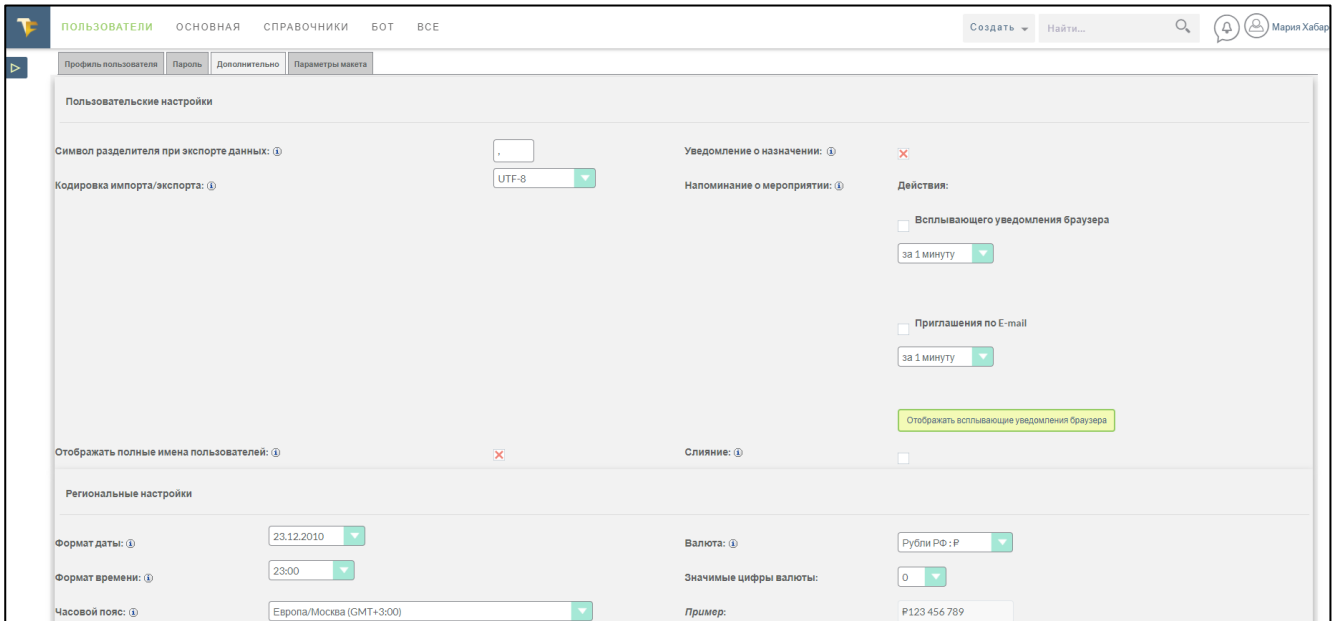 ПОЛЬЗОВАТЕЛИ ОСНОВНАЯ СПРАВОЧНИКИ БОТ ВСЕ Создать Найти... Мария Хабар
Профиль пользователя Пароль Дополнительно Параметры макета
Пользовательские настройки
Символ разделителя при экспорте данных: , Уведомление о назначении:
Кодировка импорта/экспорта: UTF-8 Напоминание о мероприятии: Действия:
Всплывающего уведомления браузера
за 1 минуту
Приглашения по E-mail
за 1 минуту
Отображать всплывающие уведомления браузера
Отображать полные имена пользователей: Слияние:
Региональные настройки
Формат даты: 23.12.2010 Валюта: Рубли РФ : ₽
Формат времени: 23:00 Значимые цифры валюты: 0
Часовой пояс: Европа/Москва (GMT+3:00) Пример: ₽123 456 789